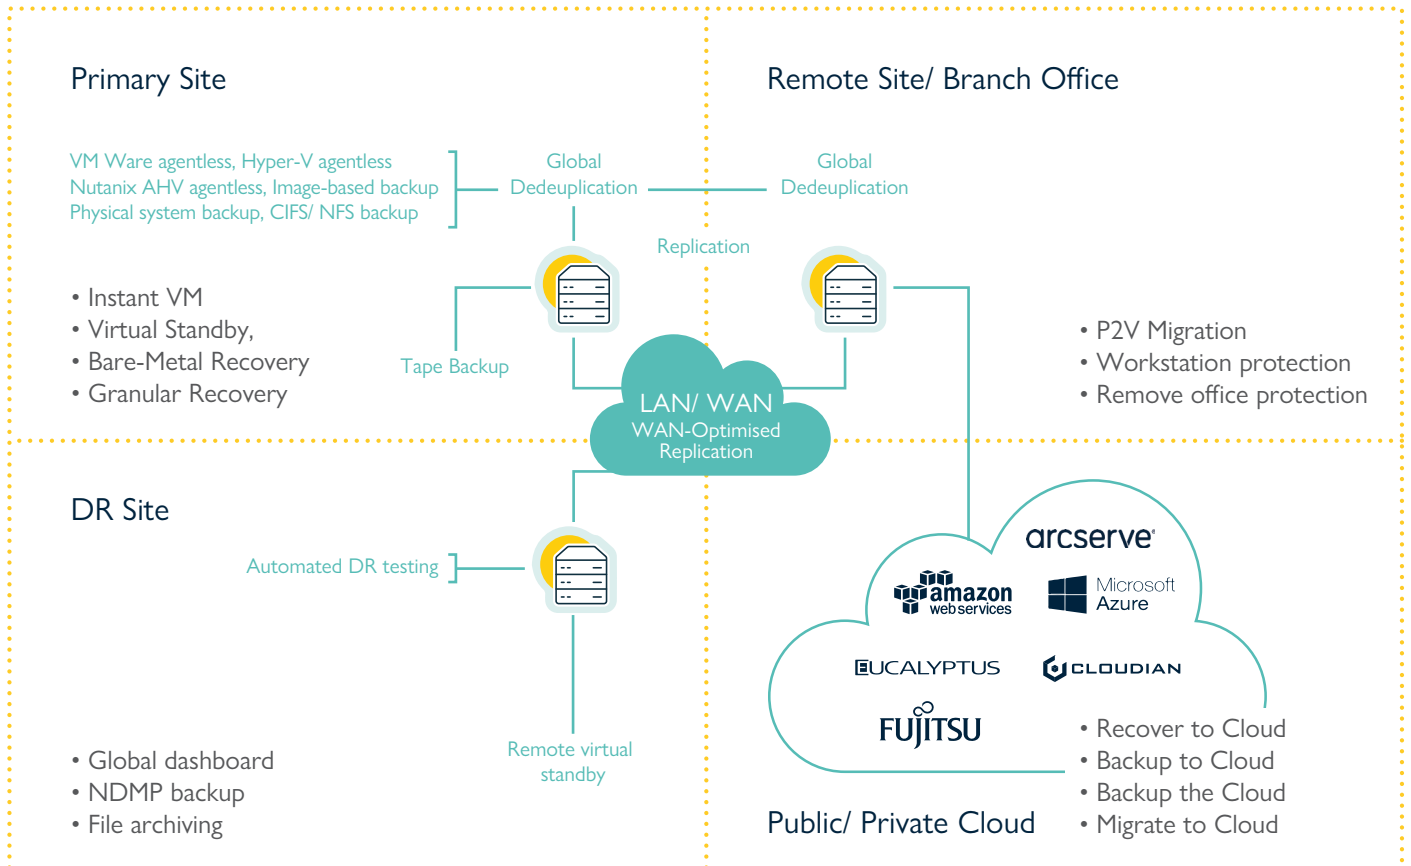 Primary Site
VM Ware agentless, Hyper-V agentless
Nutanix AHV agentless, Image-based backup
Physical system backup, CIFS/ NFS backup
Global
Dedeuplication
Replication
Tape Backup
• Instant VM
• Virtual Standby,
• Bare-Metal Recovery
• Granular Recovery
Remote Site/ Branch Office
Global
Dedeuplication
• P2V Migration
• Workstation protection
• Remove office protection
LAN/ WAN
WAN-Optimised
Replication
DR Site
Automated DR testing
Remote virtual
standby
• Global dashboard
• NDMP backup
• File archiving
arcserve®
amazon
webservices
Microsoft
Azure
EUCALYPTUS
CLOUDIAN
FUJITSU
Public/ Private Cloud
• Recover to Cloud
• Backup to Cloud
• Backup the Cloud
• Migrate to Cloud